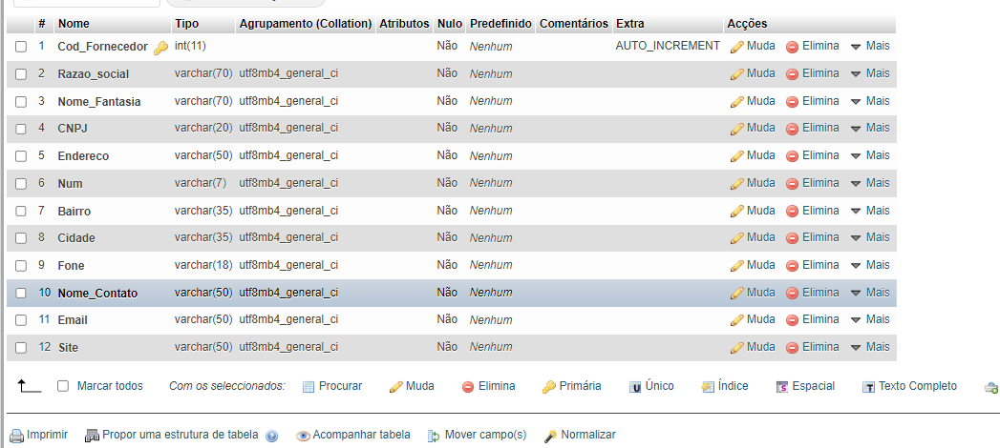 # Nome Tipo Agrupamento (Collation) Atributos Nulo Predefinido Comentários Extra Acções
1 Cod_Fornecedor int(11) Não Nenhum AUTO_INCREMENT Muda Elimina Mais
2 Razao_social varchar(70) utf8mb4_general_ci Não Nenhum Muda Elimina Mais
3 Nome_Fantasia varchar(70) utf8mb4_general_ci Não Nenhum Muda Elimina Mais
4 CNPJ varchar(20) utf8mb4_general_ci Não Nenhum Muda Elimina Mais
5 Endereco varchar(50) utf8mb4_general_ci Não Nenhum Muda Elimina Mais
6 Num varchar(7) utf8mb4_general_ci Não Nenhum Muda Elimina Mais
7 Bairro varchar(35) utf8mb4_general_ci Não Nenhum Muda Elimina Mais
8 Cidade varchar(35) utf8mb4_general_ci Não Nenhum Muda Elimina Mais
9 Fone varchar(18) utf8mb4_general_ci Não Nenhum Muda Elimina Mais
10 Nome_Contato varchar(50) utf8mb4_general_ci Não Nenhum Muda Elimina Mais
11 Email varchar(50) utf8mb4_general_ci Não Nenhum Muda Elimina Mais
12 Site varchar(50) utf8mb4_general_ci Não Nenhum Muda Elimina Mais
Marcar todos Com os seleccionados: Procurar Muda Elimina Primária Único Índice Espacial Texto Completo
Imprimir Propor uma estrutura de tabela Acompanhar tabela Mover campo(s) Normalizar